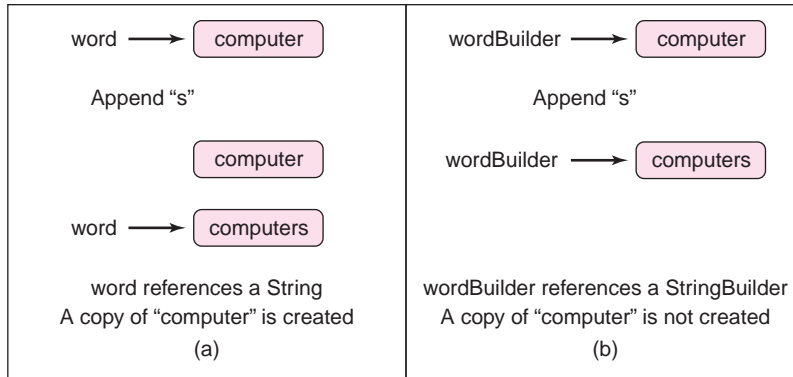 word computer
Append “s”
computer
word computers
word references a String
A copy of “computer” is created
(a)
wordBuilder computer
Append “s”
wordBuilder computers
wordBuilder references a StringBuilder
A copy of “computer” is not created
(b)